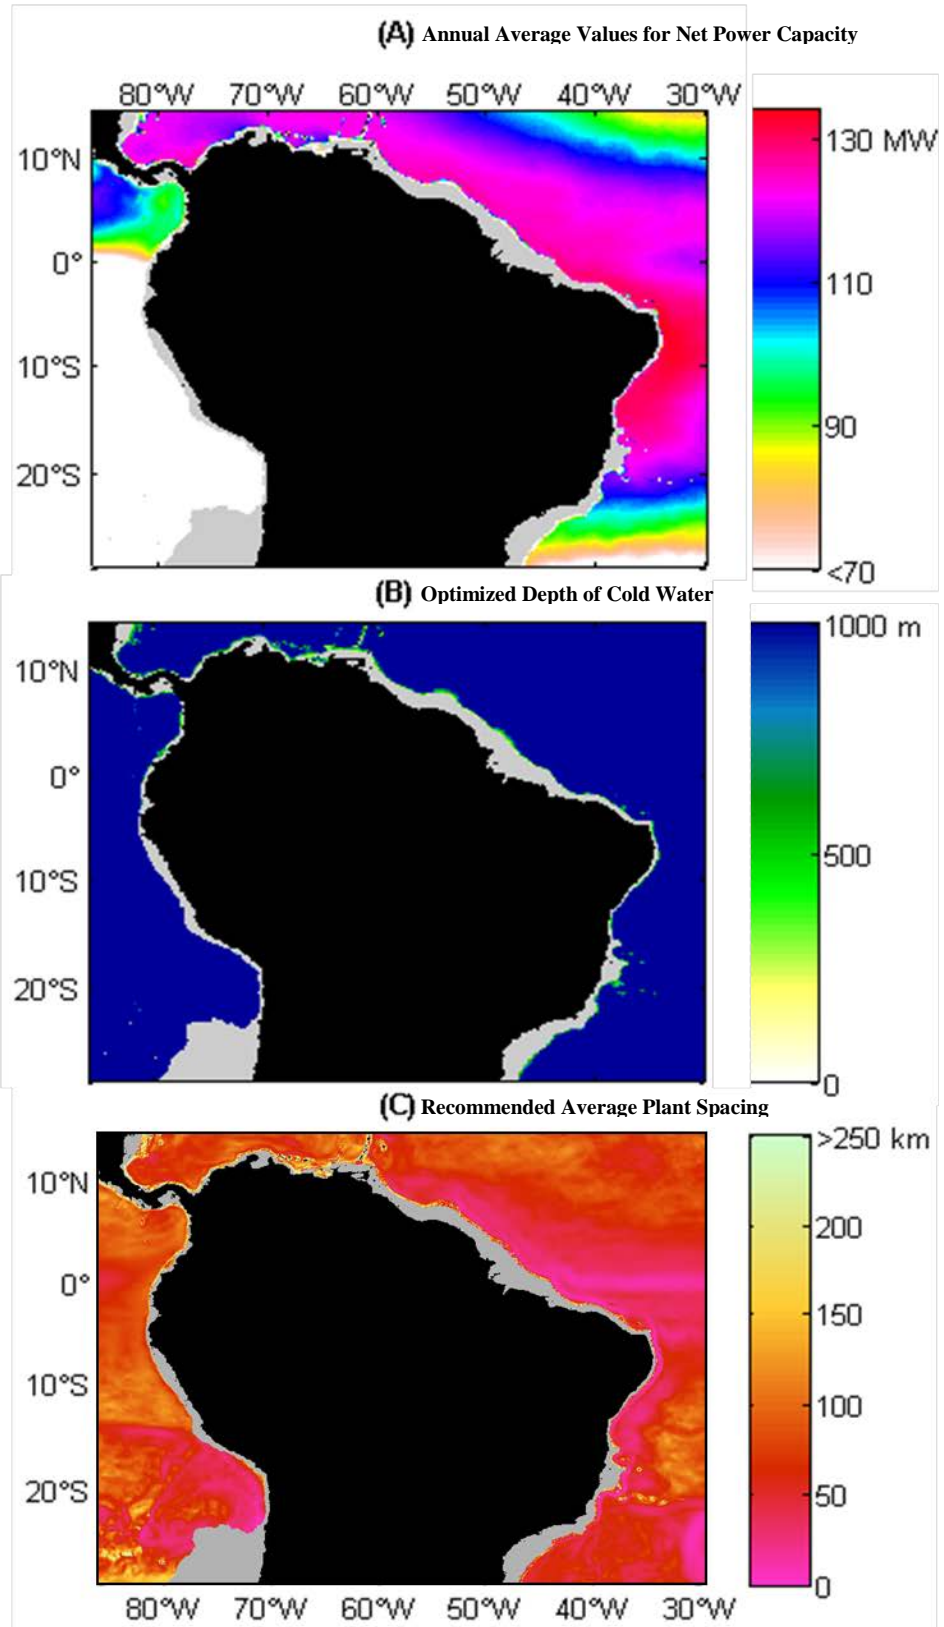 (A) Annual Average Values for Net Power Capacity
80°W 70°W 60°W 50°W 40°W 30°W
10°N
0°
10°S
20°S
130 MW
110
90
<70
(B) Optimized Depth of Cold Water
10°N
0°
10°S
20°S
1000 m
500
0
(C) Recommended Average Plant Spacing
10°N
0°
10°S
20°S
80°W 70°W 60°W 50°W 40°W 30°W
>250 km
200
150
100
50
0